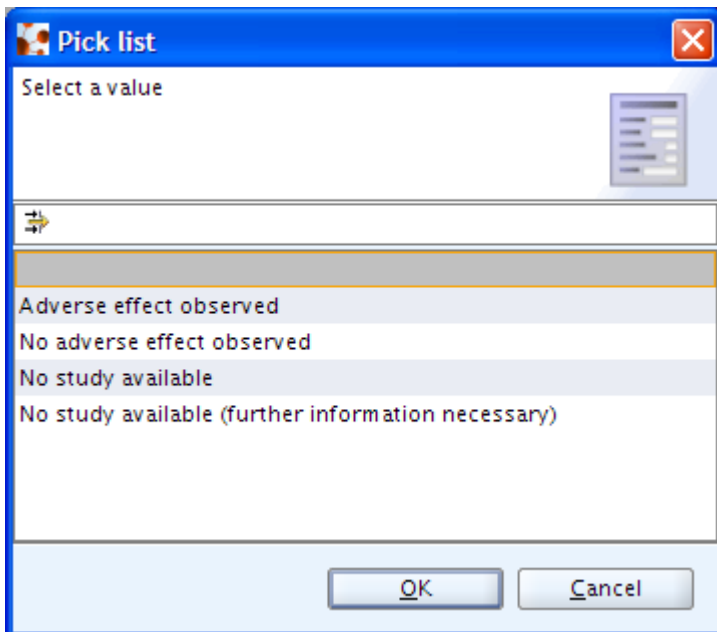 Pick list
Select a value
Adverse effect observed
No adverse effect observed
No study available
No study available (further information necessary)
OK
Cancel